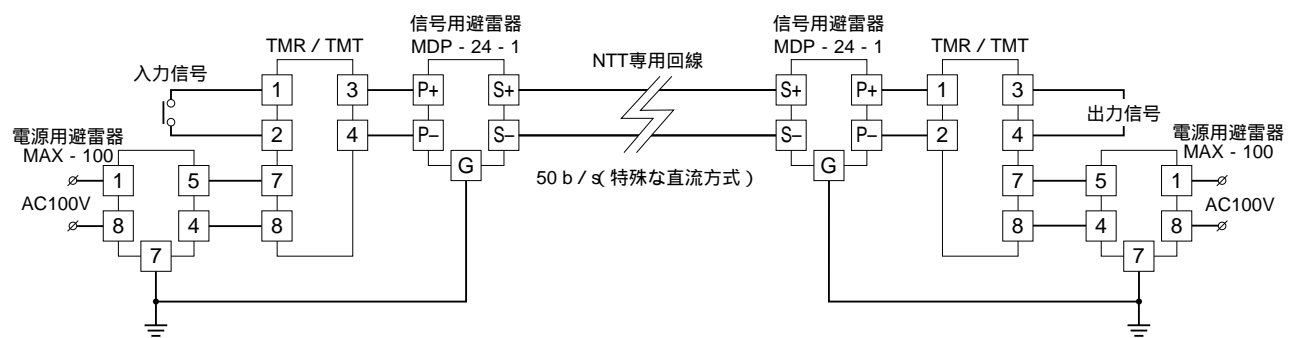 信号用避雷器
MDP - 24 - 1
TMR / TMT
入力信号
1
2
3
4
7
8
P+
P−
S+
S−
G
電源用避雷器
MAX - 100
AC100V
1
8
5
4
7
NTT専用回線
50 b / s(特殊な直流方式)
信号用避雷器
MDP - 24 - 1
TMR / TMT
S+
S−
P+
P−
G
1
2
3
4
7
8
出力信号
電源用避雷器
MAX - 100
AC100V
5
4
1
8
7